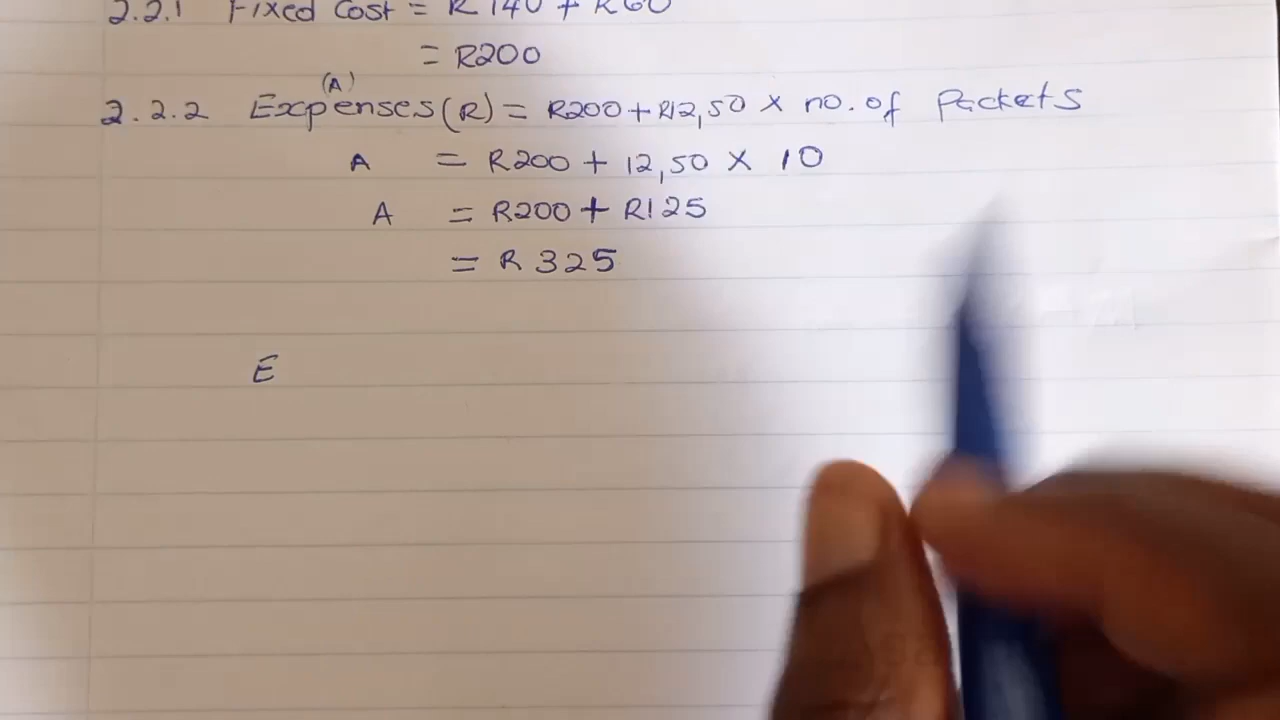 2.2.1 Fixed Cost = R140 + R60
= R200
(A)
2.2.2 Expenses (R) = R200 + R12,50 × no. of Packets
A = R200 + 12,50 × 10
A = R200 + R125
= R 325
E